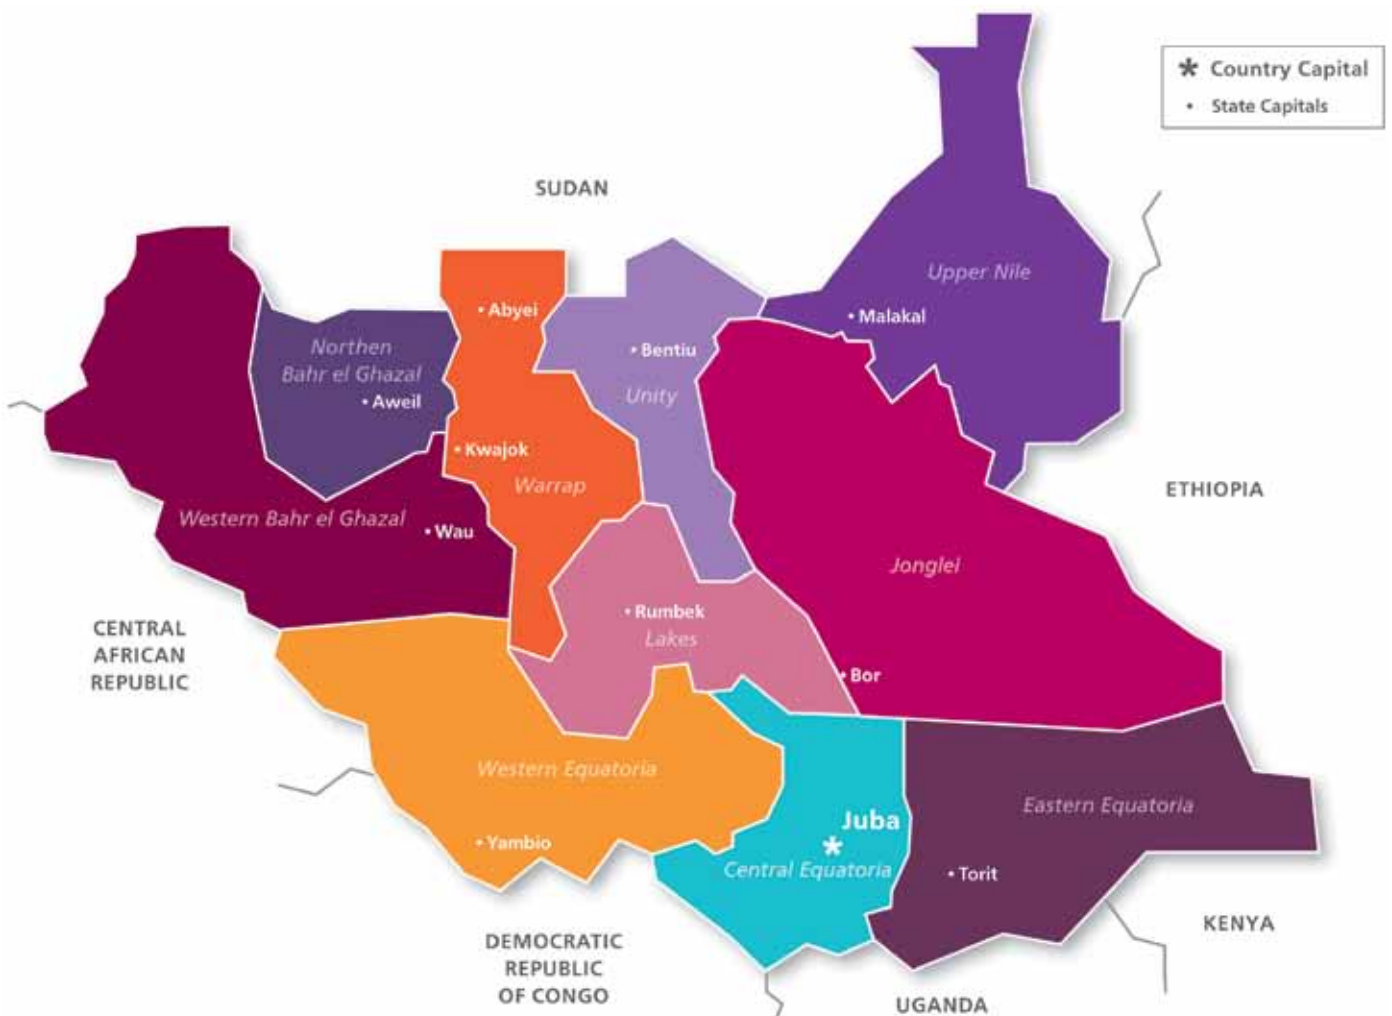 * Country Capital
• State Capitals
SUDAN
Upper Nile
• Abyei
• Malakal
Northen
Bahr el Ghazal
• Bentiu
Unity
• Aweil
• Kwajok
Warrap
ETHIOPIA
Western Bahr el Ghazal
• Wau
Jonglei
• Rumbek
Lakes
CENTRAL
AFRICAN
REPUBLIC
• Bor
Western Equatoria
Eastern Equatoria
Juba
*
• Yambio
Central Equatoria
• Torit
KENYA
DEMOCRATIC
REPUBLIC
OF CONGO
UGANDA